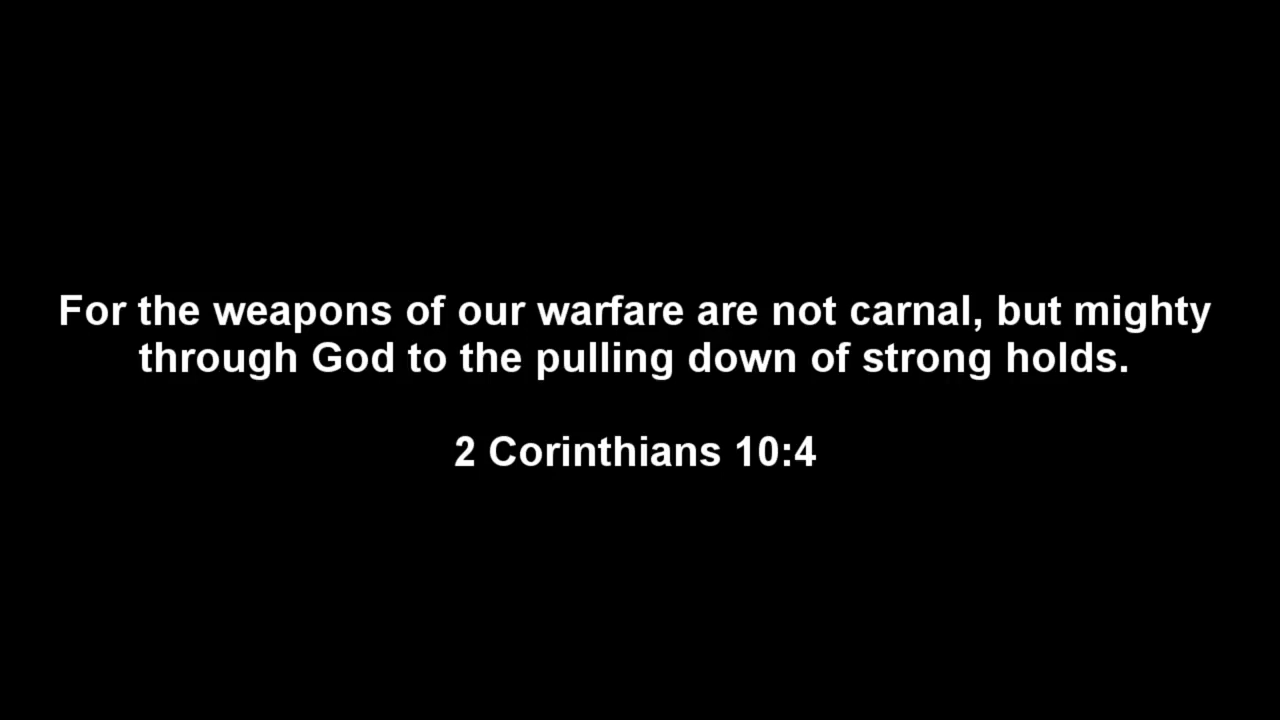 For the weapons of our warfare are not carnal, but mighty
through God to the pulling down of strong holds.
2 Corinthians 10:4